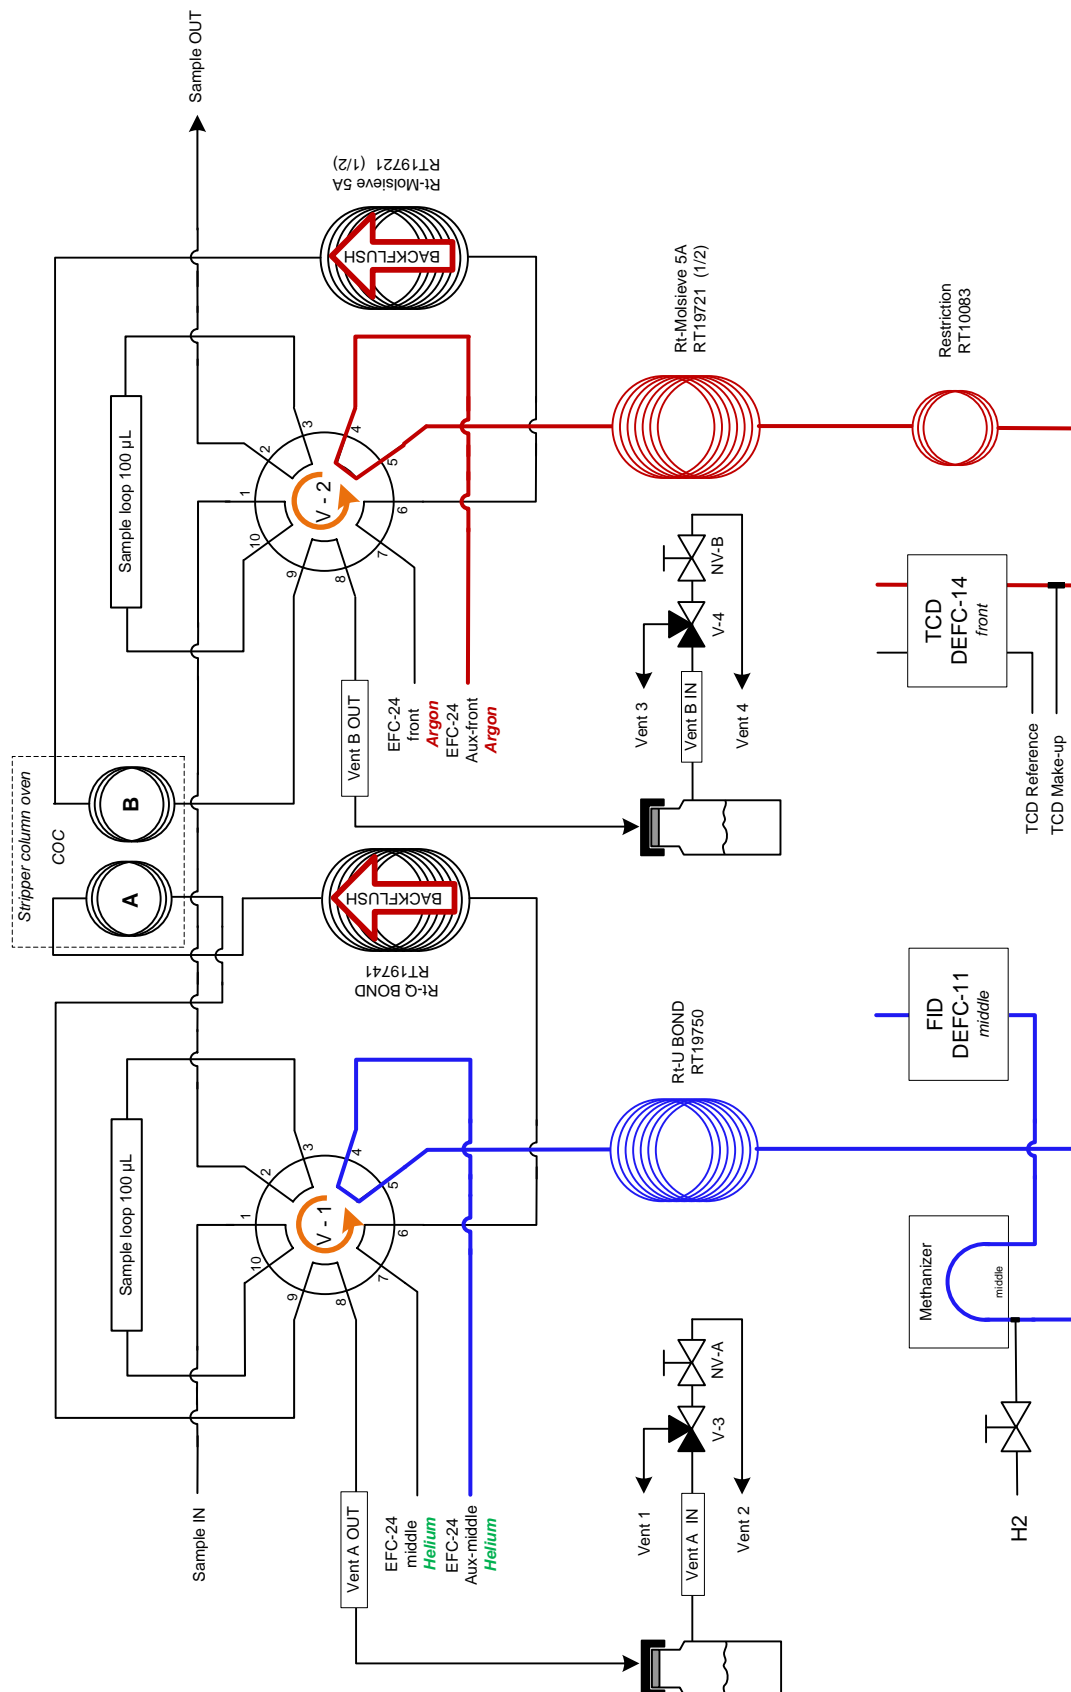 Sample OUT
Sample IN
Stripper column oven
COC
A
B
Sample loop 100 µL
Sample loop 100 µL
V - 1
1
2
3
4
5
6
7
8
9
10
V - 2
1
2
3
4
5
6
7
8
9
10
BACKFLUSH
Rt-Q BOND
RT19741
BACKFLUSH
Rt-Molsieve 5A
RT19721 (1/2)
Vent A OUT
EFC-24
middle
Helium
EFC-24
Aux-middle
Helium
Vent B OUT
EFC-24
front
Argon
EFC-24
Aux-front
Argon
Vent 1
Vent A IN
Vent 2
V-3
NV-A
Vent 3
Vent B IN
Vent 4
V-4
NV-B
Rt-U BOND
RT19750
Rt-Molsieve 5A
RT19721 (1/2)
Restriction
RT10083
Methanizer
middle
H2
FID
DEFC-11
middle
TCD
DEFC-14
front
TCD Reference
TCD Make-up